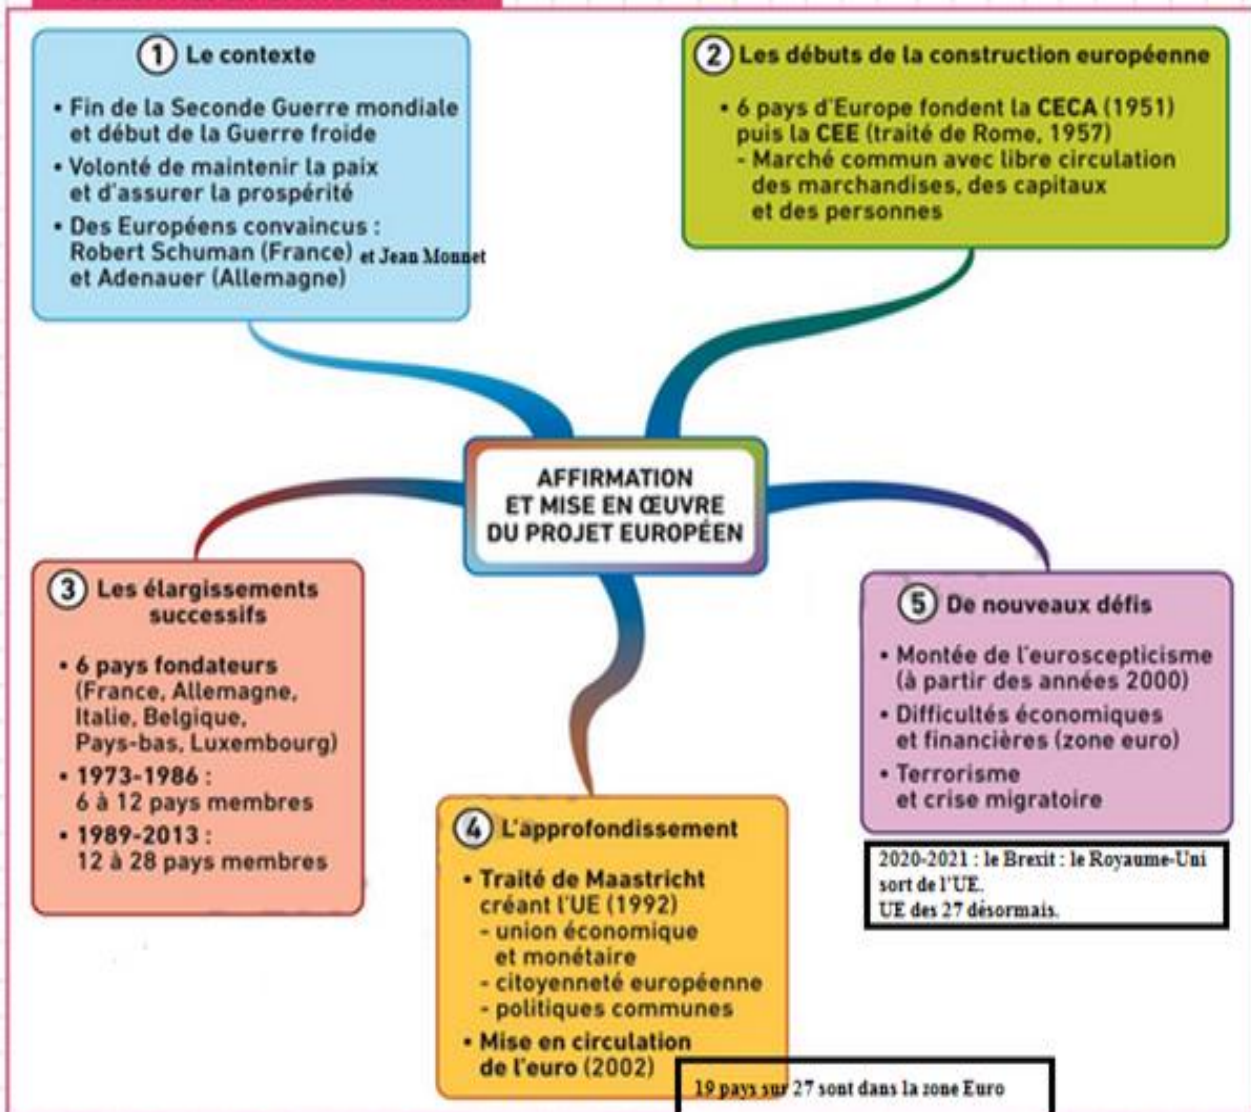 1 Le contexte
• Fin de la Seconde Guerre mondiale
et début de la Guerre froide
• Volonté de maintenir la paix
et d'assurer la prospérité
• Des Européens convaincus :
Robert Schuman (France) et Jean Monnet
et Adenauer (Allemagne)
2 Les débuts de la construction européenne
• 6 pays d'Europe fondent la CECA (1951)
puis la CEE (traité de Rome, 1957)
- Marché commun avec libre circulation
des marchandises, des capitaux
et des personnes
AFFIRMATION
ET MISE EN ŒUVRE
DU PROJET EUROPÉEN
3 Les élargissements
successifs
• 6 pays fondateurs
(France, Allemagne,
Italie, Belgique,
Pays-bas, Luxembourg)
• 1973-1986 :
6 à 12 pays membres
• 1989-2013 :
12 à 28 pays membres
4 L'approfondissement
• Traité de Maastricht
créant l'UE (1992)
- union économique
et monétaire
- citoyenneté européenne
- politiques communes
• Mise en circulation
de l'euro (2002)
19 pays sur 27 sont dans la zone Euro
5 De nouveaux défis
• Montée de l'euroscepticisme
(à partir des années 2000)
• Difficultés économiques
et financières (zone euro)
• Terrorisme
et crise migratoire
2020-2021 : le Brexit : le Royaume-Uni
sort de l'UE.
UE des 27 désormais.